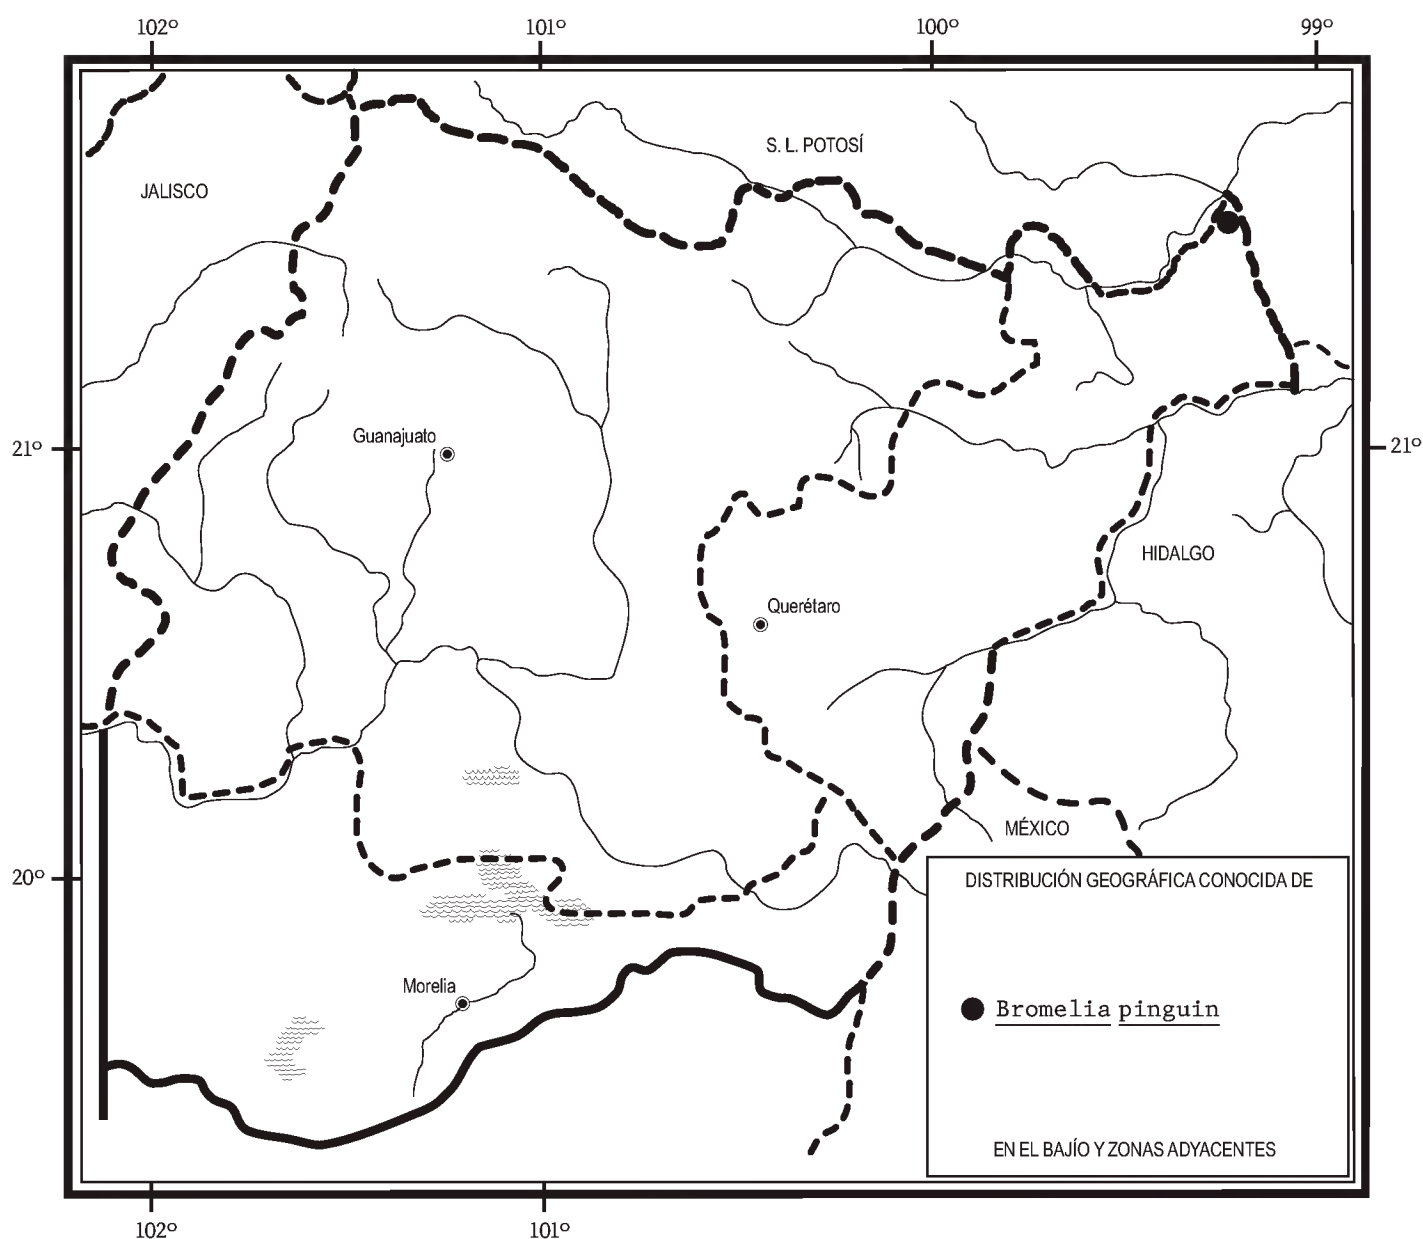 102º 101º 100º 99º
S. L. POTOSÍ
JALISCO
Guanajuato
21º
21º
HIDALGO
Querétaro
MÉXICO
20º
DISTRIBUCIÓN GEOGRÁFICA CONOCIDA DE
Morelia
Bromelia pinguin
EN EL BAJÍO Y ZONAS ADYACENTES
102º 101º